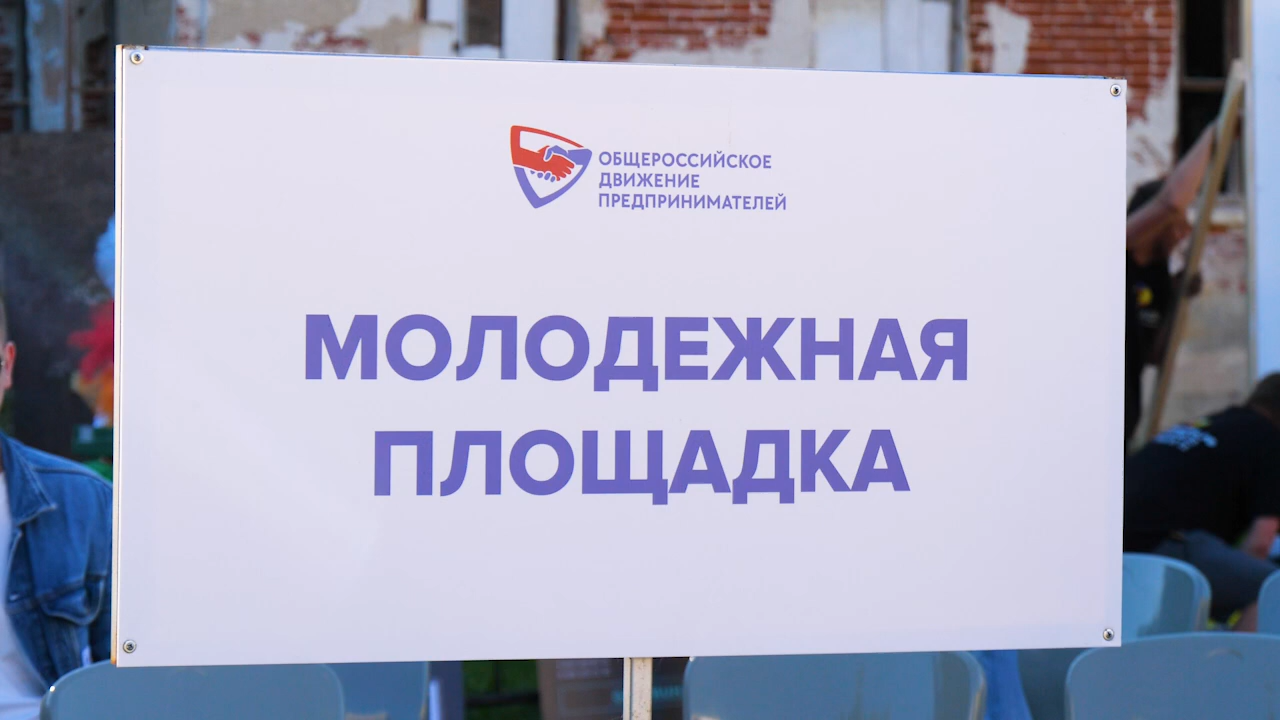 ОБЩЕРОССИЙСКОЕ
ДВИЖЕНИЕ
ПРЕДПРИНИМАТЕЛЕЙ
МОЛОДЕЖНАЯ
ПЛОЩАДКА